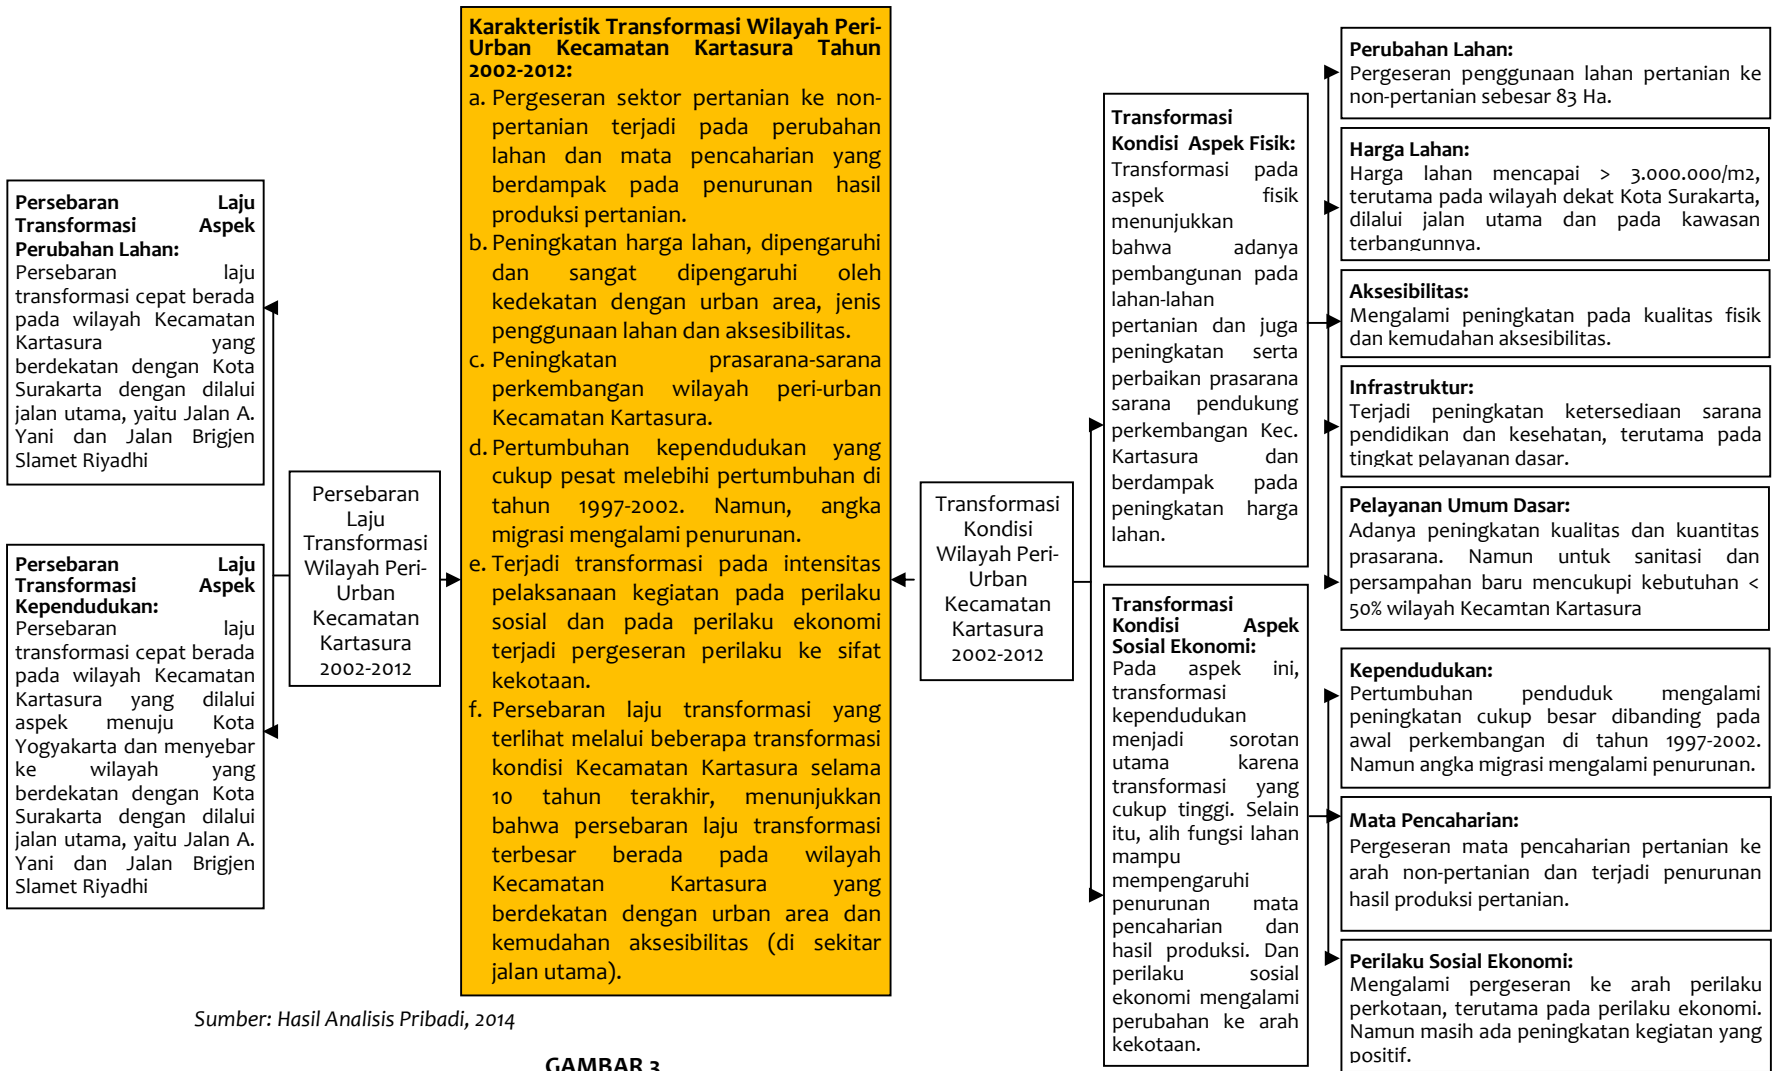 Persebaran Laju
Transformasi Aspek
Perubahan Lahan:
Persebaran laju
transformasi cepat berada
pada wilayah Kecamatan
Kartasura yang
berdekatan dengan Kota
Surakarta dengan dilalui
jalan utama, yaitu Jalan A.
Yani dan Jalan Brigjen
Slamet Riyadhi
Persebaran Laju
Transformasi Aspek
Kependudukan:
Persebaran laju
transformasi cepat berada
pada wilayah Kecamatan
Kartasura yang dilalui
aspek menuju Kota
Yogyakarta dan menyebar
ke wilayah yang
berdekatan dengan Kota
Surakarta dengan dilalui
jalan utama, yaitu Jalan A.
Yani dan Jalan Brigjen
Slamet Riyadhi
Persebaran
Laju
Transformasi
Wilayah Peri-
Urban
Kecamatan
Kartasura
2002-2012
Karakteristik Transformasi Wilayah Peri-
Urban Kecamatan Kartasura Tahun
2002-2012:
a. Pergeseran sektor pertanian ke non-
pertanian terjadi pada perubahan
lahan dan mata pencaharian yang
berdampak pada penurunan hasil
produksi pertanian.
b. Peningkatan harga lahan, dipengaruhi
dan sangat dipengaruhi oleh
kedekatan dengan urban area, jenis
penggunaan lahan dan aksesibilitas.
c. Peningkatan prasarana-sarana
perkembangan wilayah peri-urban
Kecamatan Kartasura.
d. Pertumbuhan kependudukan yang
cukup pesat melebihi pertumbuhan di
tahun 1997-2002. Namun, angka
migrasi mengalami penurunan.
e. Terjadi transformasi pada intensitas
pelaksanaan kegiatan pada perilaku
sosial dan pada perilaku ekonomi
terjadi pergeseran perilaku ke sifat
kekotaan.
f. Persebaran laju transformasi yang
terlihat melalui beberapa transformasi
kondisi Kecamatan Kartasura selama
10 tahun terakhir, menunjukkan
bahwa persebaran laju transformasi
terbesar berada pada wilayah
Kecamatan Kartasura yang
berdekatan dengan urban area dan
kemudahan aksesibilitas (di sekitar
jalan utama).
Transformasi
Kondisi
Wilayah Peri-
Urban
Kecamatan
Kartasura
2002-2012
Transformasi
Kondisi Aspek Fisik:
Transformasi pada
aspek fisik
menunjukkan
bahwa adanya
pembangunan pada
lahan-lahan
pertanian dan juga
peningkatan serta
perbaikan prasarana
sarana pendukung
perkembangan Kec.
Kartasura dan
berdampak pada
peningkatan harga
lahan.
Transformasi
Kondisi Aspek
Sosial Ekonomi:
Pada aspek ini,
transformasi
kependudukan
menjadi sorotan
utama karena
transformasi yang
cukup tinggi. Selain
itu, alih fungsi lahan
mampu
mempengaruhi
penurunan mata
pencaharian dan
hasil produksi. Dan
perilaku sosial
ekonomi mengalami
perubahan ke arah
kekotaan.
Perubahan Lahan:
Pergeseran penggunaan lahan pertanian ke
non-pertanian sebesar 83 Ha.
Harga Lahan:
Harga lahan mencapai > 3.000.000/m2,
terutama pada wilayah dekat Kota Surakarta,
dilalui jalan utama dan pada kawasan
terbangunnya.
Aksesibilitas:
Mengalami peningkatan pada kualitas fisik
dan kemudahan aksesibilitas.
Infrastruktur:
Terjadi peningkatan ketersediaan sarana
pendidikan dan kesehatan, terutama pada
tingkat pelayanan dasar.
Pelayanan Umum Dasar:
Adanya peningkatan kualitas dan kuantitas
prasarana. Namun untuk sanitasi dan
persampahan baru mencukupi kebutuhan <
50% wilayah Kecamtan Kartasura
Kependudukan:
Pertumbuhan penduduk mengalami
peningkatan cukup besar dibanding pada
awal perkembangan di tahun 1997-2002.
Namun angka migrasi mengalami penurunan.
Mata Pencaharian:
Pergeseran mata pencaharian pertanian ke
arah non-pertanian dan terjadi penurunan
hasil produksi pertanian.
Perilaku Sosial Ekonomi:
Mengalami pergeseran ke arah perilaku
perkotaan, terutama pada perilaku ekonomi.
Namun masih ada peningkatan kegiatan yang
positif.
Sumber: Hasil Analisis Pribadi, 2014
GAMBAR 3